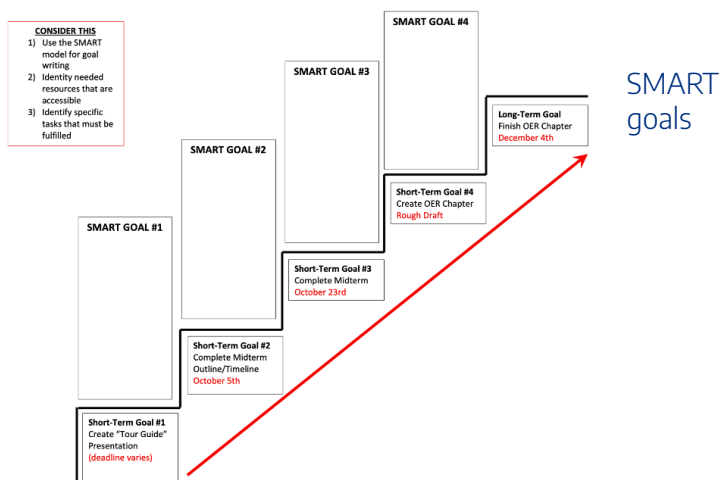 CONSIDER THIS
1) Use the SMART
model for goal
writing
2) Identity needed
resources that are
accessible
3) Identify specific
tasks that must be
fulfilled
SMART GOAL #4
SMART GOAL #3
SMART GOAL #2
SMART GOAL #1
SMART
goals
Long-Term Goal
Finish OER Chapter
December 4th
Short-Term Goal #4
Create OER Chapter
Rough Draft
Short-Term Goal #3
Complete Midterm
October 23rd
Short-Term Goal #2
Complete Midterm
Outline/Timeline
October 5th
Short-Term Goal #1
Create “Tour Guide”
Presentation
(deadline varies)